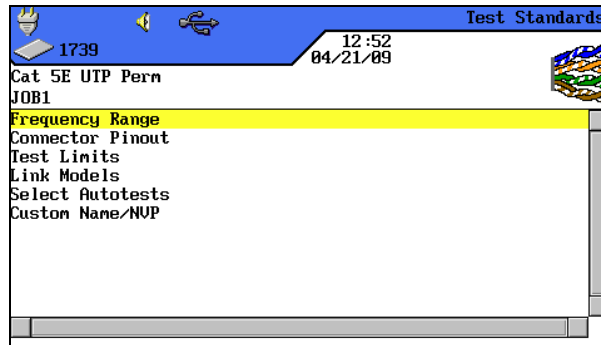 Test Standards
1739
12:52
04/21/09
Cat 5E UTP Perm
JOB1
Frequency Range
Connector Pinout
Test Limits
Link Models
Select Autotests
Custom Name/NVP